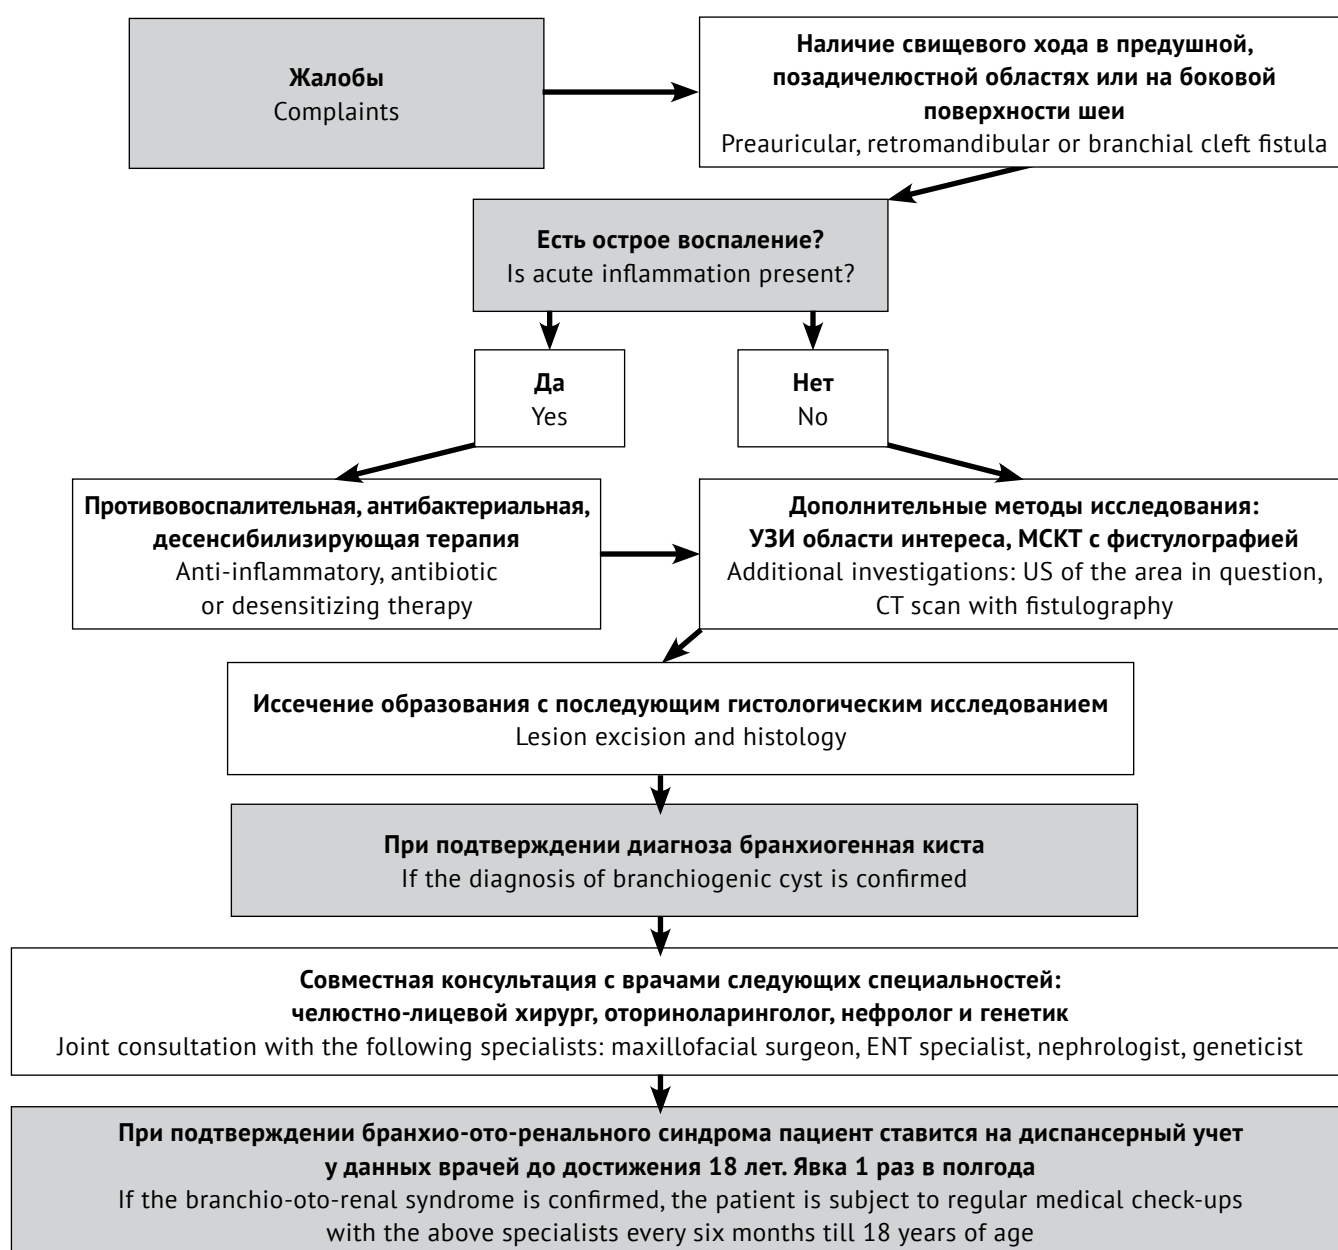 Жалобы
Complaints
Наличие свищевого хода в предушной,
позадичелюстной областях или на боковой
поверхности шеи
Preauricular, retromandibular or branchial cleft fistula
Есть острое воспаление?
Is acute inflammation present?
Да
Yes
Нет
No
Противовоспалительная, антибактериальная,
десенсибилизирующая терапия
Anti-inflammatory, antibiotic
or desensitizing therapy
Дополнительные методы исследования:
УЗИ области интереса, МСКТ с фистулографией
Additional investigations: US of the area in question,
CT scan with fistulography
Иссечение образования с последующим гистологическим исследованием
Lesion excision and histology
При подтверждении диагноза бранхиогенная киста
If the diagnosis of branchiogenic cyst is confirmed
Совместная консультация с врачами следующих специальностей:
челюстно-лицевой хирург, оториноларинголог, нефролог и генетик
Joint consultation with the following specialists: maxillofacial surgeon, ENT specialist, nephrologist, geneticist
При подтверждении бранхио-ото-ренального синдрома пациент ставится на диспансерный учет
у данных врачей до достижения 18 лет. Явка 1 раз в полгода
If the branchio-oto-renal syndrome is confirmed, the patient is subject to regular medical check-ups
with the above specialists every six months till 18 years of age